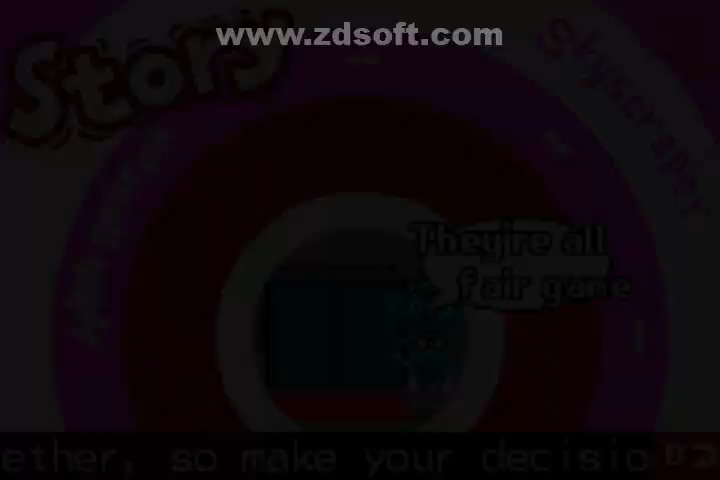 www.zdsoft.com
Story
Skyscraper
They're all
fair game
ether, so make your decisio